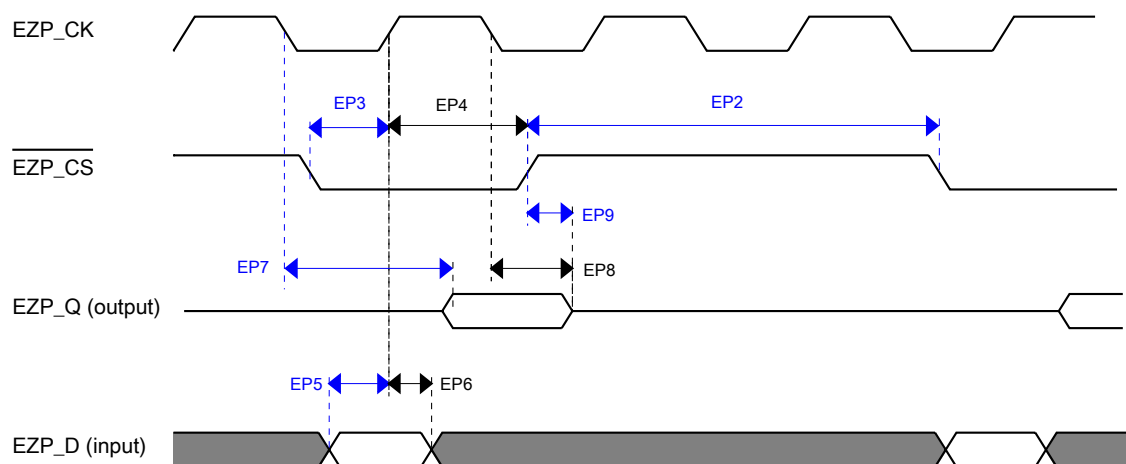 EZP_CK
EP3
EP4
EP2
EZP_CS
EP9
EP7
EP8
EZP_Q (output)
EP5
EP6
EZP_D (input)